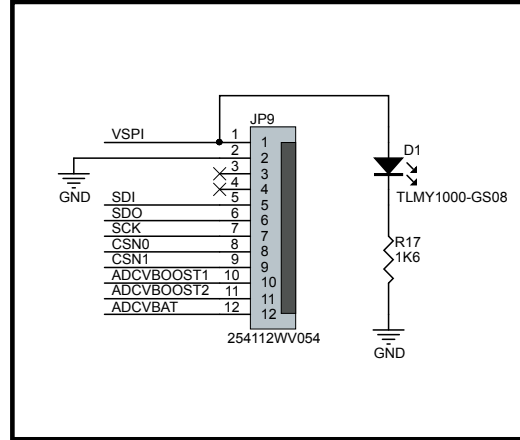 JP9
VSPI 1 1
2 2
3 3
4 4
GND
SDI 5 5
SDO 6 6
SCK 7 7
CSN0 8 8
CSN1 9 9
ADCVBOOST1 10 10
ADCVBOOST2 11 11
ADCVBAT 12 12
254112WV054
D1
TLMY1000-GS08
R17
1K6
GND